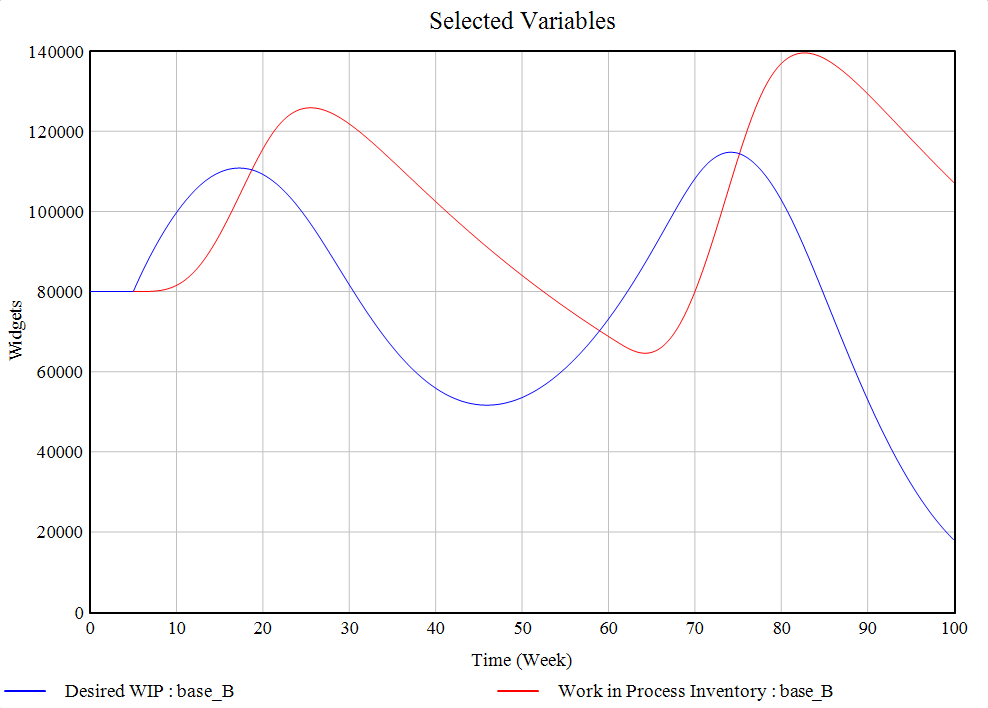 Selected Variables
140000
120000
100000
80000
60000
40000
20000
0
Widgets
0 10 20 30 40 50 60 70 80 90 100
Time (Week)
Desired WIP : base_B
Work in Process Inventory : base_B